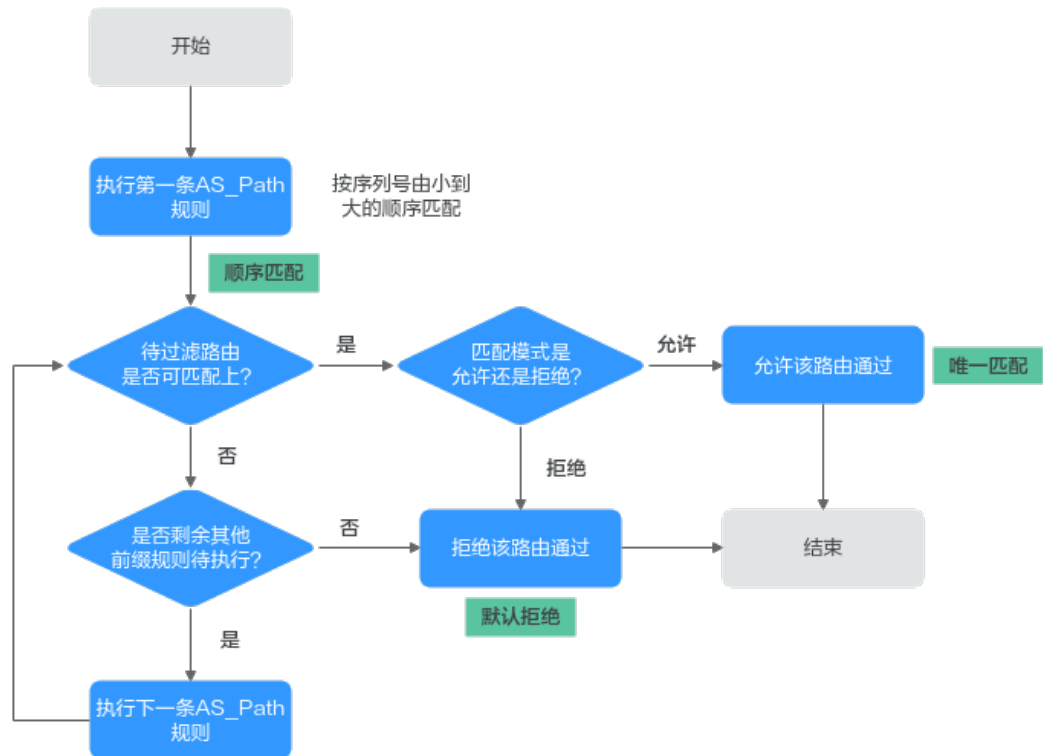 开始
执行第一条AS_Path
规则
按序列号由小到
大的顺序匹配
顺序匹配
待过滤路由
是否可匹配上?
是
匹配模式是
允许还是拒绝?
允许
允许该路由通过
唯一匹配
否
拒绝
是否剩余其他
前缀规则待执行?
否
拒绝该路由通过
结束
默认拒绝
是
执行下一条AS_Path
规则